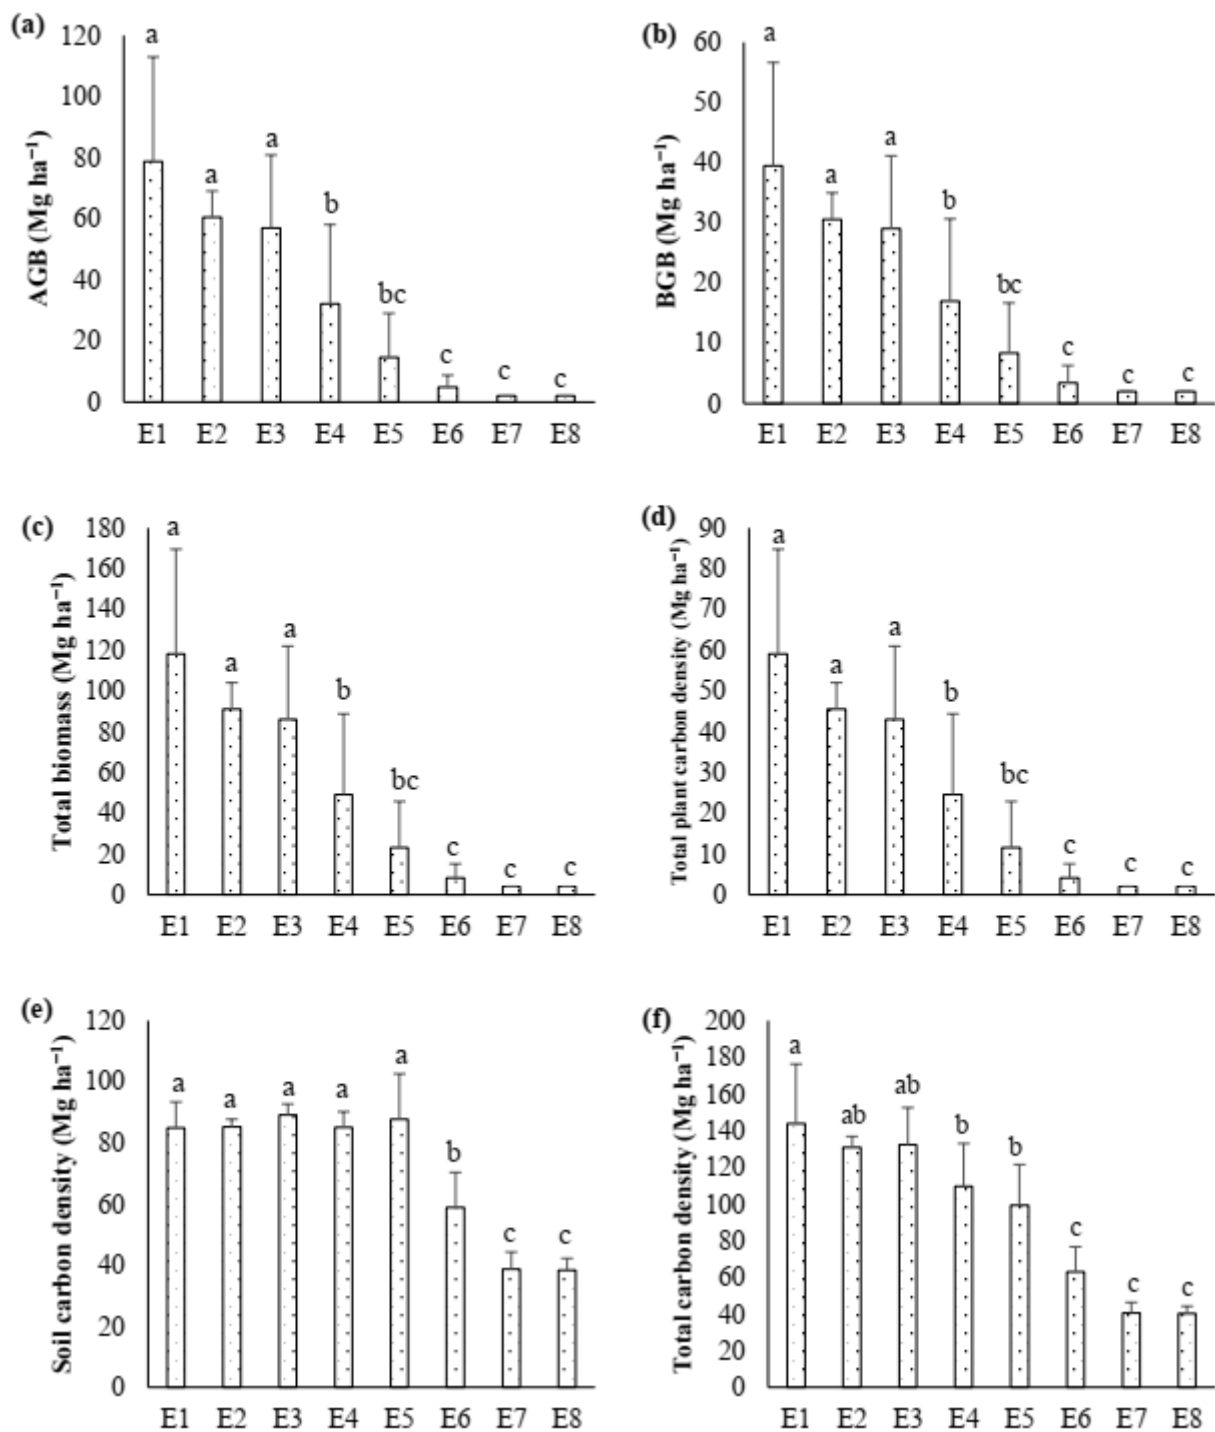 (a)
AGB (Mg ha⁻¹)
120
100
80
60
40
20
0
a
a
a
b
bc
c
c
c
E1 E2 E3 E4 E5 E6 E7 E8
(b)
BGB (Mg ha⁻¹)
60
50
40
30
20
10
0
a
a
a
b
bc
c
c
c
E1 E2 E3 E4 E5 E6 E7 E8
(c)
Total biomass (Mg ha⁻¹)
180
160
140
120
100
80
60
40
20
0
a
a
a
b
bc
c
c
c
E1 E2 E3 E4 E5 E6 E7 E8
(d)
Total plant carbon density (Mg ha⁻¹)
90
80
70
60
50
40
30
20
10
0
a
a
a
b
bc
c
c
c
E1 E2 E3 E4 E5 E6 E7 E8
(e)
Soil carbon density (Mg ha⁻¹)
120
100
80
60
40
20
0
a
a
a
a
a
b
c
c
E1 E2 E3 E4 E5 E6 E7 E8
(f)
Total carbon density (Mg ha⁻¹)
200
180
160
140
120
100
80
60
40
20
0
a
ab
ab
b
b
c
c
c
E1 E2 E3 E4 E5 E6 E7 E8